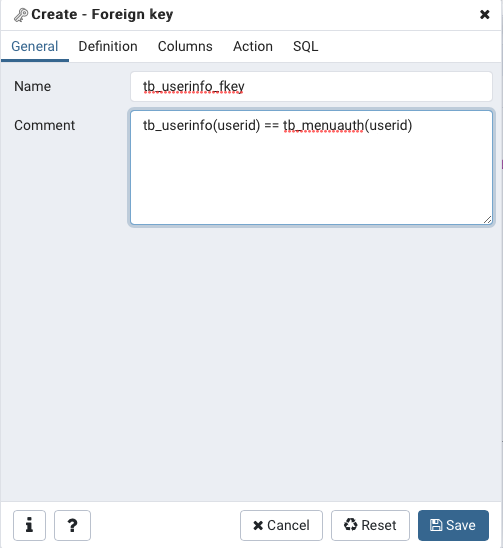 Create - Foreign key
General Definition Columns Action SQL
Name tb_userinfo_fkey
Comment tb_userinfo(userid) == tb_menuauth(userid)
i ? Cancel Reset Save